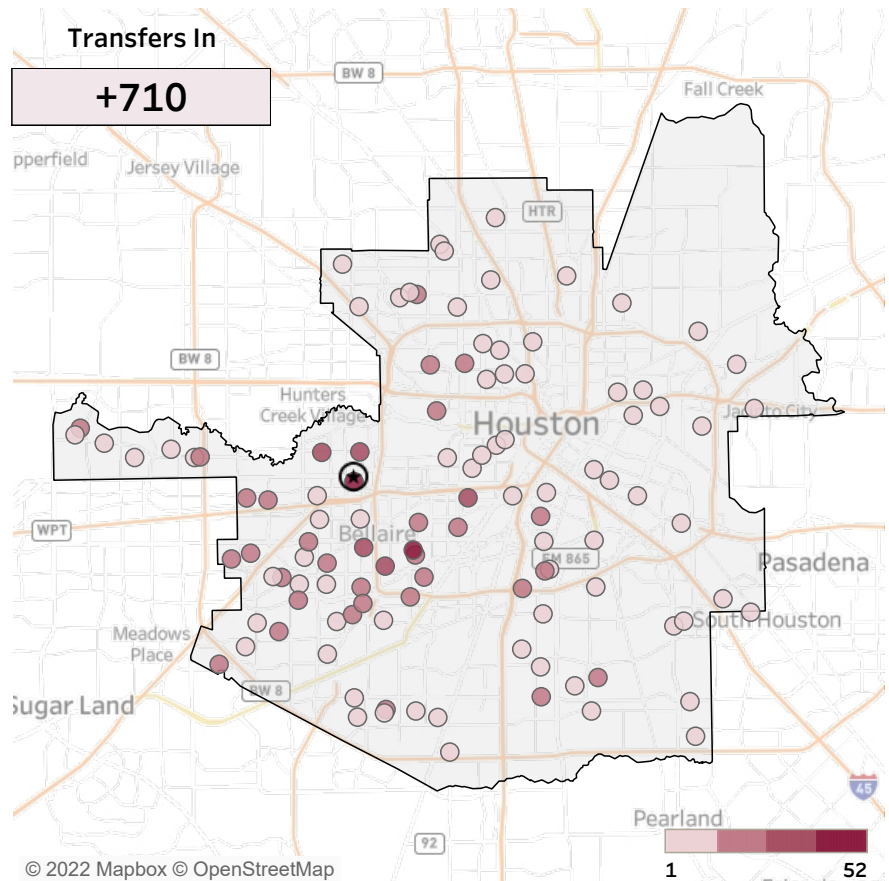 Transfers In
+710
BW 8
Fall Creek
pperfield
Jersey Village
HTR
BW 8
Hunters
Creek Village
Houston
Jacinto City
WPT
Bellaire
FM 865
Pasadena
South Houston
Meadows
Place
BW 8
Sugar Land
45
Pearland
92
1 52
© 2022 Mapbox © OpenStreetMap